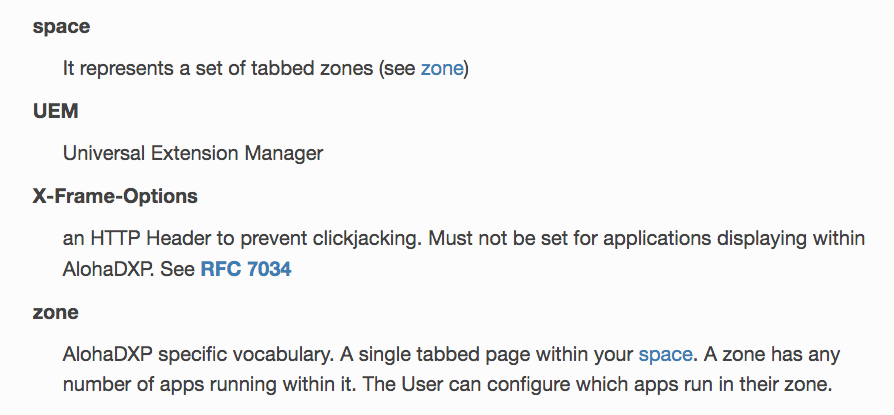 space
It represents a set of tabbed zones (see zone)
UEM
Universal Extension Manager
X-Frame-Options
an HTTP Header to prevent clickjacking. Must not be set for applications displaying within
AlohaDXP. See RFC 7034
zone
AlohaDXP specific vocabulary. A single tabbed page within your space. A zone has any
number of apps running within it. The User can configure which apps run in their zone.